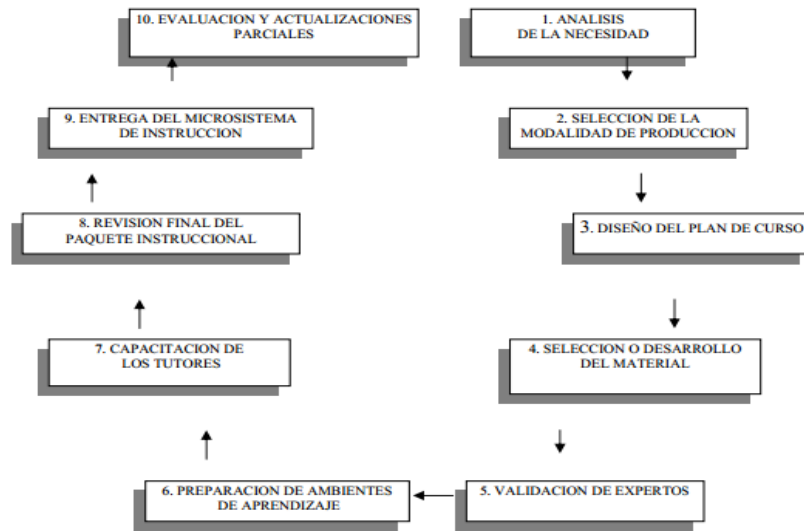 10. EVALUACION Y ACTUALIZACIONES
PARCIALES
1. ANALISIS
DE LA NECESIDAD
9. ENTREGA DEL MICROSISTEMA
DE INSTRUCCION
2. SELECCION DE LA
MODALIDAD DE PRODUCCION
8. REVISION FINAL DEL
PAQUETE INSTRUCCIONAL
3. DISEÑO DEL PLAN DE CURSO
7. CAPACITACION DE
LOS TUTORES
4. SELECCION O DESARROLLO
DEL MATERIAL
6. PREPARACION DE AMBIENTES
DE APRENDIZAJE
5. VALIDACION DE EXPERTOS